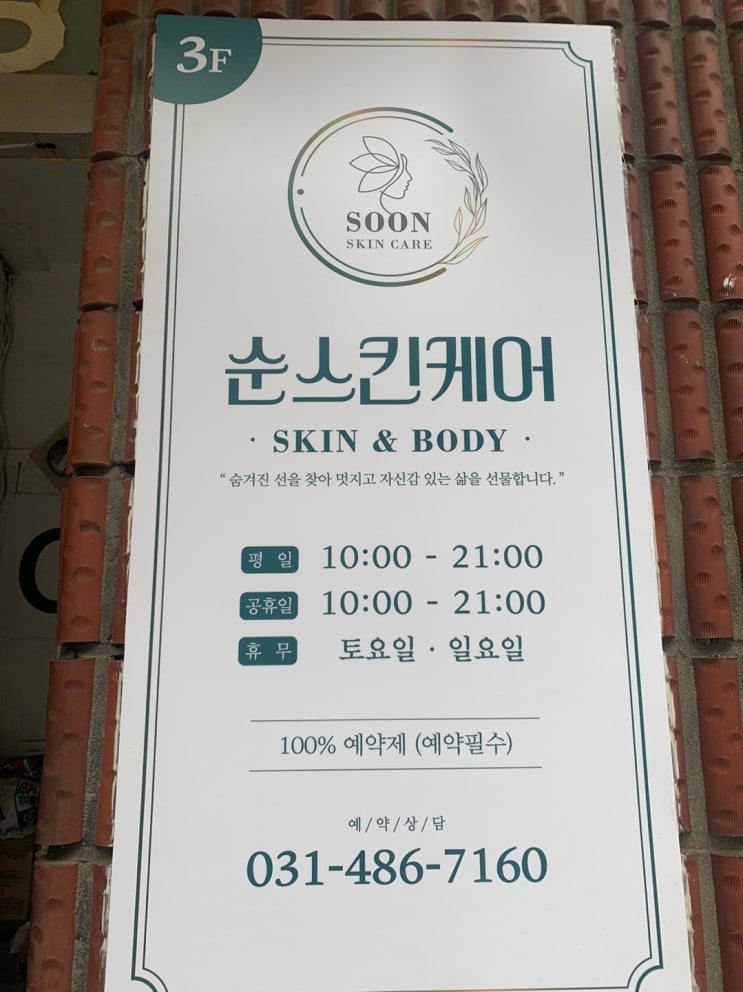 3F
SOON
SKIN CARE
순스킨케어
· SKIN & BODY ·
“ 숨겨진 선을 찾아 멋지고 자신감 있는 삶을 선물합니다. ”
평 일 10:00 - 21:00
공휴일 10:00 - 21:00
휴 무 토요일 · 일요일
100% 예약제 (예약필수)
예/약/상/담
031-486-7160